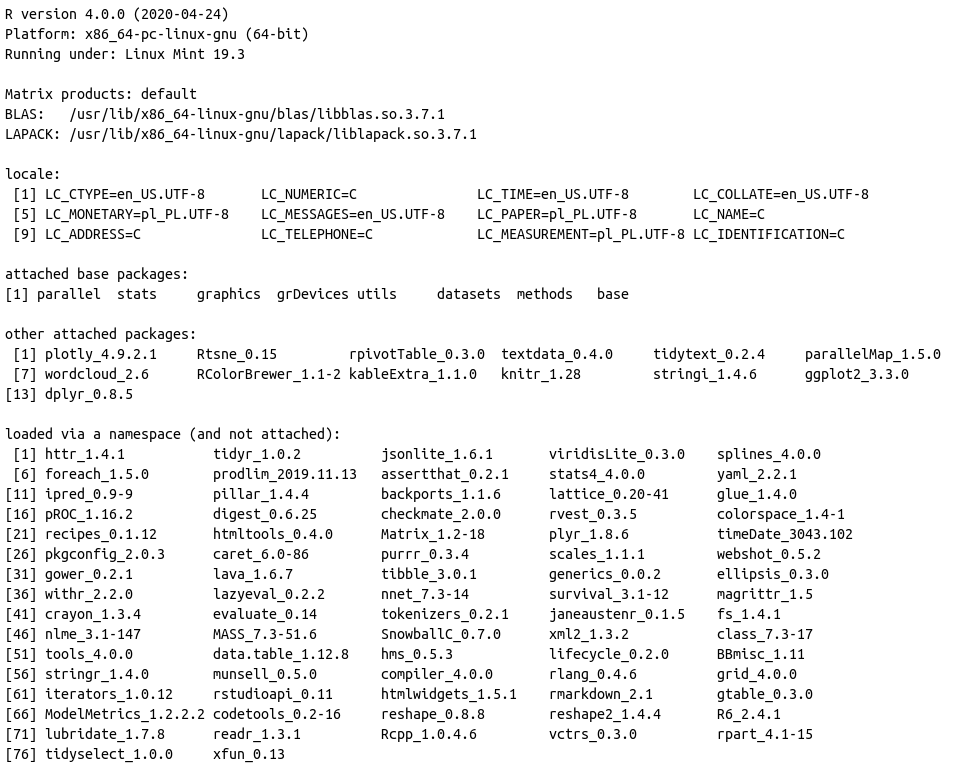 R version 4.0.0 (2020-04-24)
Platform: x86_64-pc-linux-gnu (64-bit)
Running under: Linux Mint 19.3

Matrix products: default
BLAS:   /usr/lib/x86_64-linux-gnu/blas/libblas.so.3.7.1
LAPACK: /usr/lib/x86_64-linux-gnu/lapack/liblapack.so.3.7.1

locale:
 [1] LC_CTYPE=en_US.UTF-8       LC_NUMERIC=C               LC_TIME=en_US.UTF-8        LC_COLLATE=en_US.UTF-8
 [5] LC_MONETARY=pl_PL.UTF-8    LC_MESSAGES=en_US.UTF-8    LC_PAPER=pl_PL.UTF-8       LC_NAME=C
 [9] LC_ADDRESS=C               LC_TELEPHONE=C             LC_MEASUREMENT=pl_PL.UTF-8 LC_IDENTIFICATION=C

attached base packages:
[1] parallel  stats     graphics  grDevices utils     datasets  methods   base

other attached packages:
 [1] plotly_4.9.2.1     Rtsne_0.15         rpivotTable_0.3.0  textdata_0.4.0     tidytext_0.2.4     parallelMap_1.5.0
 [7] wordcloud_2.6      RColorBrewer_1.1-2 kableExtra_1.1.0   knitr_1.28         stringi_1.4.6      ggplot2_3.3.0
[13] dplyr_0.8.5

loaded via a namespace (and not attached):
 [1] httr_1.4.1           tidyr_1.0.2          jsonlite_1.6.1       viridisLite_0.3.0    splines_4.0.0
 [6] foreach_1.5.0        prodlim_2019.11.13   assertthat_0.2.1     stats4_4.0.0         yaml_2.2.1
[11] ipred_0.9-9          pillar_1.4.4         backports_1.1.6      lattice_0.20-41      glue_1.4.0
[16] pROC_1.16.2          digest_0.6.25        checkmate_2.0.0      rvest_0.3.5          colorspace_1.4-1
[21] recipes_0.1.12       htmltools_0.4.0      Matrix_1.2-18        plyr_1.8.6           timeDate_3043.102
[26] pkgconfig_2.0.3      caret_6.0-86         purrr_0.3.4          scales_1.1.1         webshot_0.5.2
[31] gower_0.2.1          lava_1.6.7           tibble_3.0.1         generics_0.0.2       ellipsis_0.3.0
[36] withr_2.2.0          lazyeval_0.2.2       nnet_7.3-14          survival_3.1-12      magrittr_1.5
[41] crayon_1.3.4         evaluate_0.14        tokenizers_0.2.1     janeaustenr_0.1.5    fs_1.4.1
[46] nlme_3.1-147         MASS_7.3-51.6        SnowballC_0.7.0      xml2_1.3.2           class_7.3-17
[51] tools_4.0.0          data.table_1.12.8    hms_0.5.3            lifecycle_0.2.0      BBmisc_1.11
[56] stringr_1.4.0        munsell_0.5.0        compiler_4.0.0       rlang_0.4.6          grid_4.0.0
[61] iterators_1.0.12     rstudioapi_0.11      htmlwidgets_1.5.1    rmarkdown_2.1        gtable_0.3.0
[66] ModelMetrics_1.2.2.2 codetools_0.2-16     reshape_0.8.8        reshape2_1.4.4       R6_2.4.1
[71] lubridate_1.7.8      readr_1.3.1          Rcpp_1.0.4.6         vctrs_0.3.0          rpart_4.1-15
[76] tidyselect_1.0.0     xfun_0.13